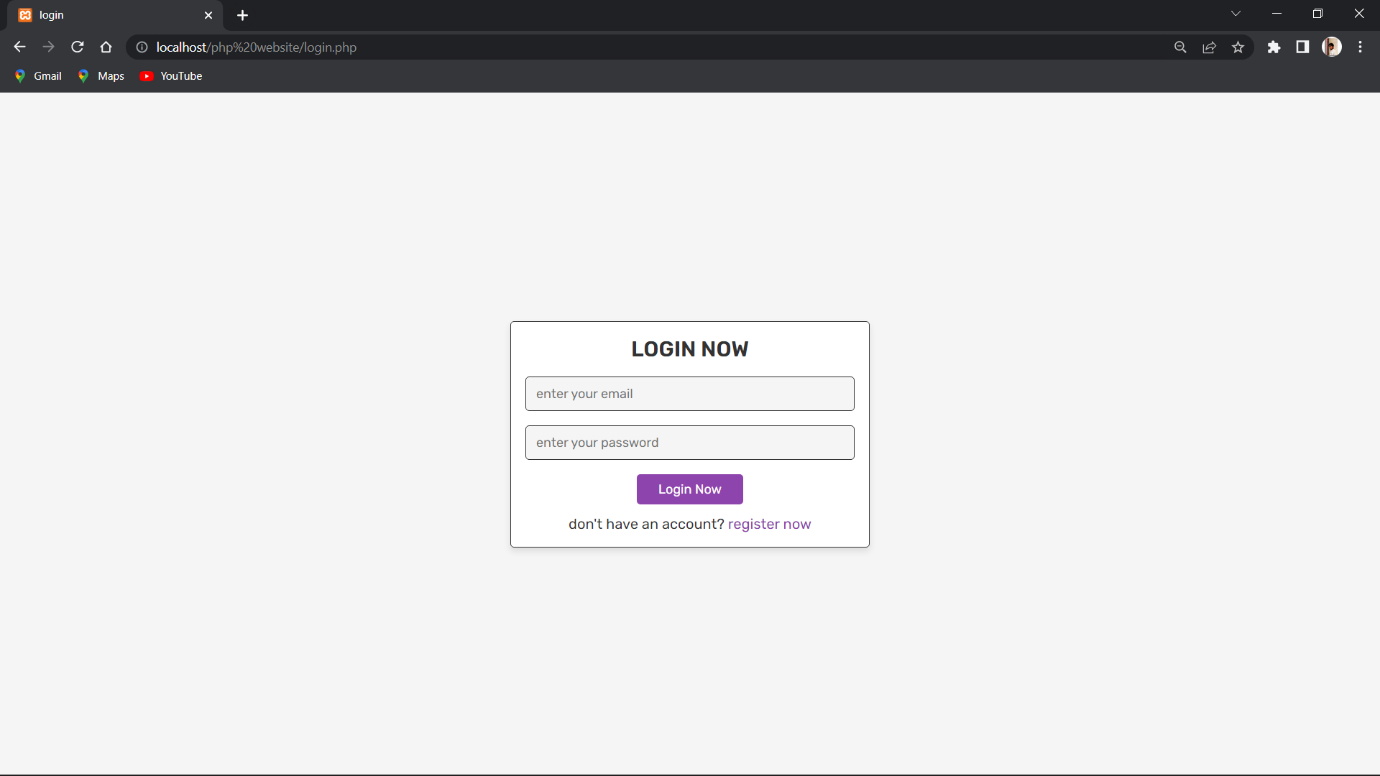 login
localhost/php%20website/login.php
Gmail Maps YouTube
LOGIN NOW
enter your email
enter your password
Login Now
don't have an account? register now